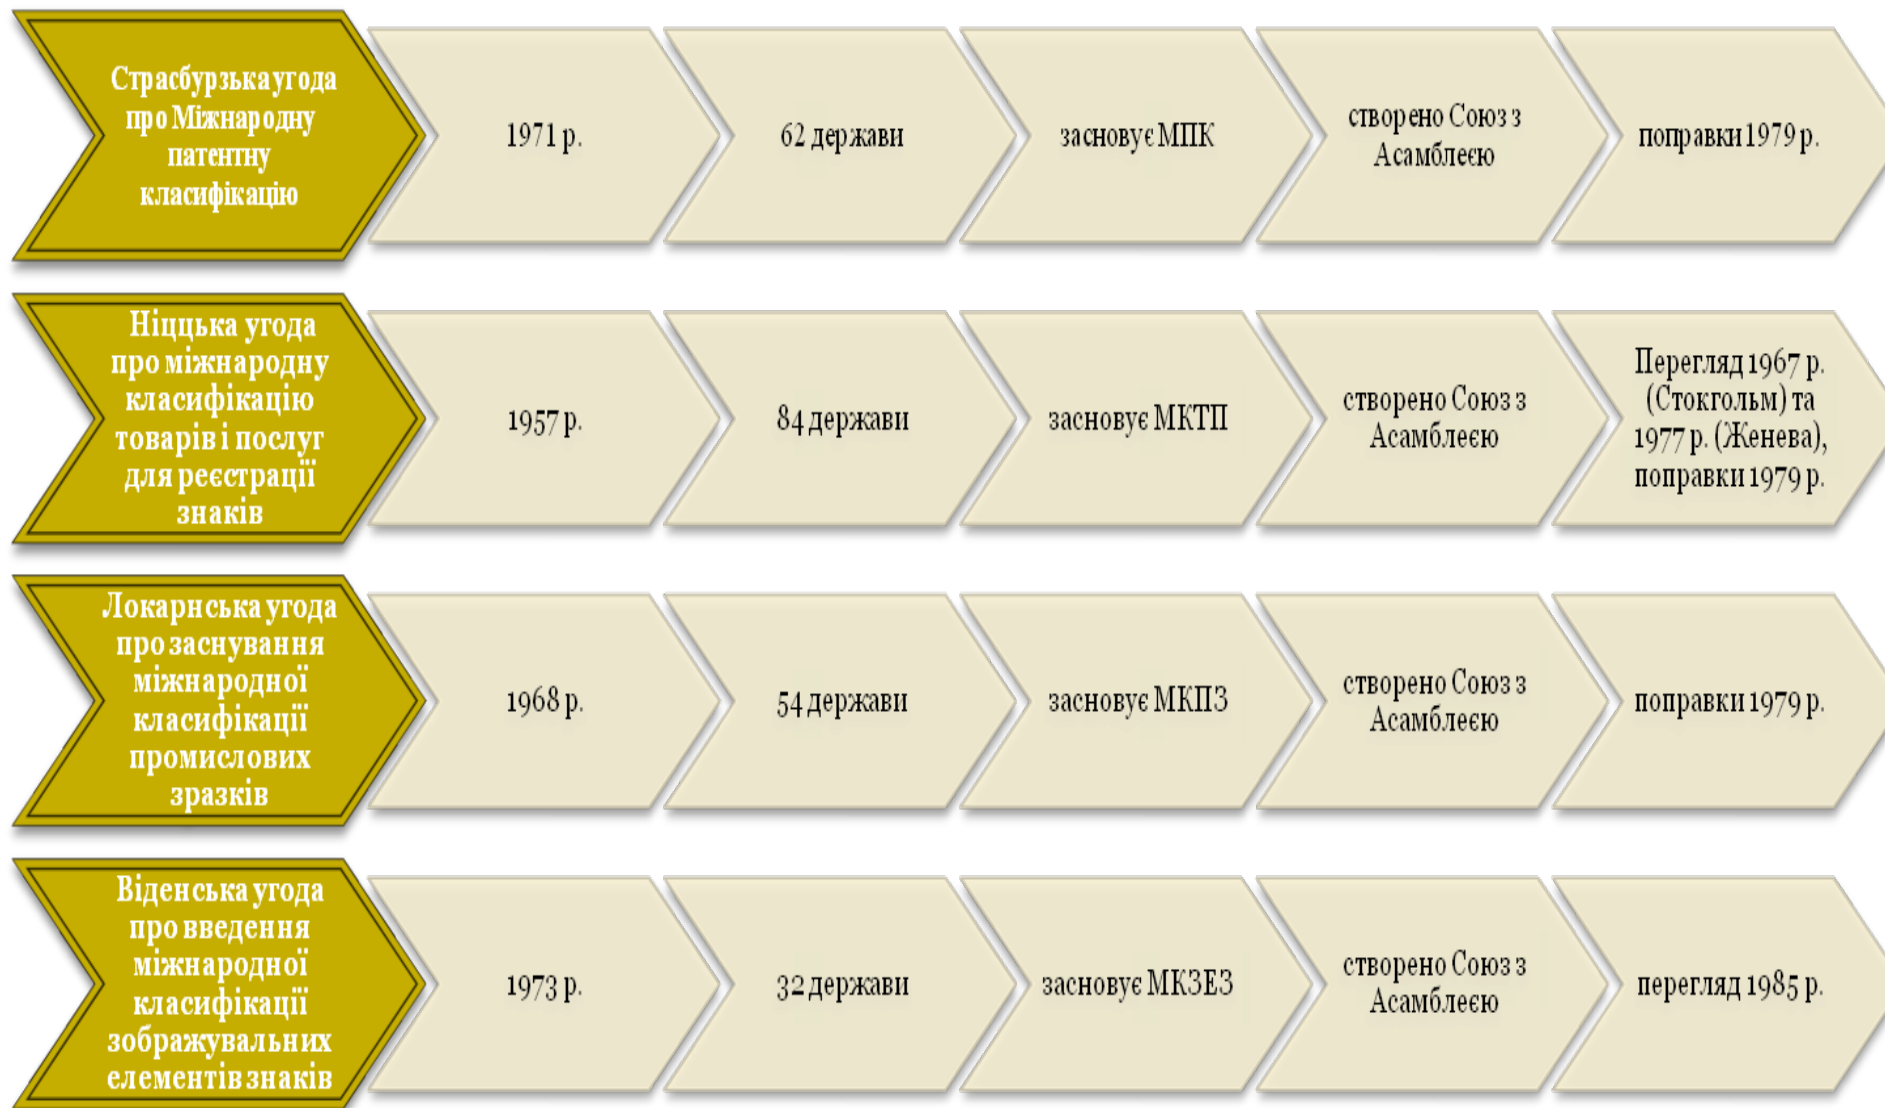 Страсбурзька угода
про Міжнародну
патентну
класифікацію
1971 р.
62 держави
засновує МПК
створено Союз з
Асамблеєю
поправки 1979 р.
Ніццька угода
про міжнародну
класифікацію
товарів і послуг
для реєстрації
знаків
1957 р.
84 держави
засновує МКТП
створено Союз з
Асамблеєю
Перегляд 1967 р.
(Стокгольм) та
1977 р. (Женева),
поправки 1979 р.
Локарнська угода
про заснування
міжнародної
класифікації
промислових
зразків
1968 р.
54 держави
засновує МКПЗ
створено Союз з
Асамблеєю
поправки 1979 р.
Віденська угода
про введення
міжнародної
класифікації
зображувальних
елементів знаків
1973 р.
32 держави
засновує МКЗЕЗ
створено Союз з
Асамблеєю
перегляд 1985 р.